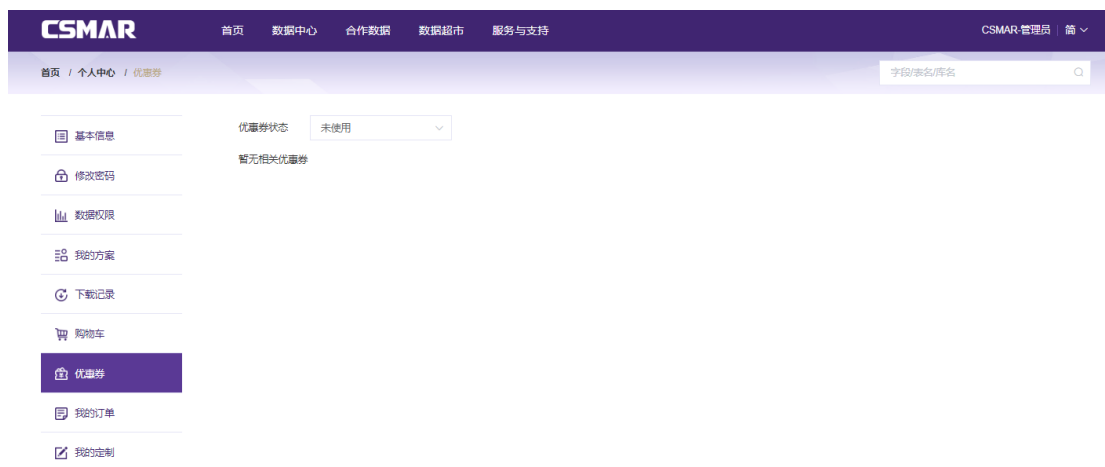 CSMAR 首页 数据中心 合作数据 数据超市 服务与支持 CSMAR-管理员 简
首页 / 个人中心 / 优惠券 字段/表名/库名
基本信息
修改密码
数据权限
我的方案
下载记录
购物车
优惠券
我的订单
我的定制
优惠券状态 未使用
暂无相关优惠券